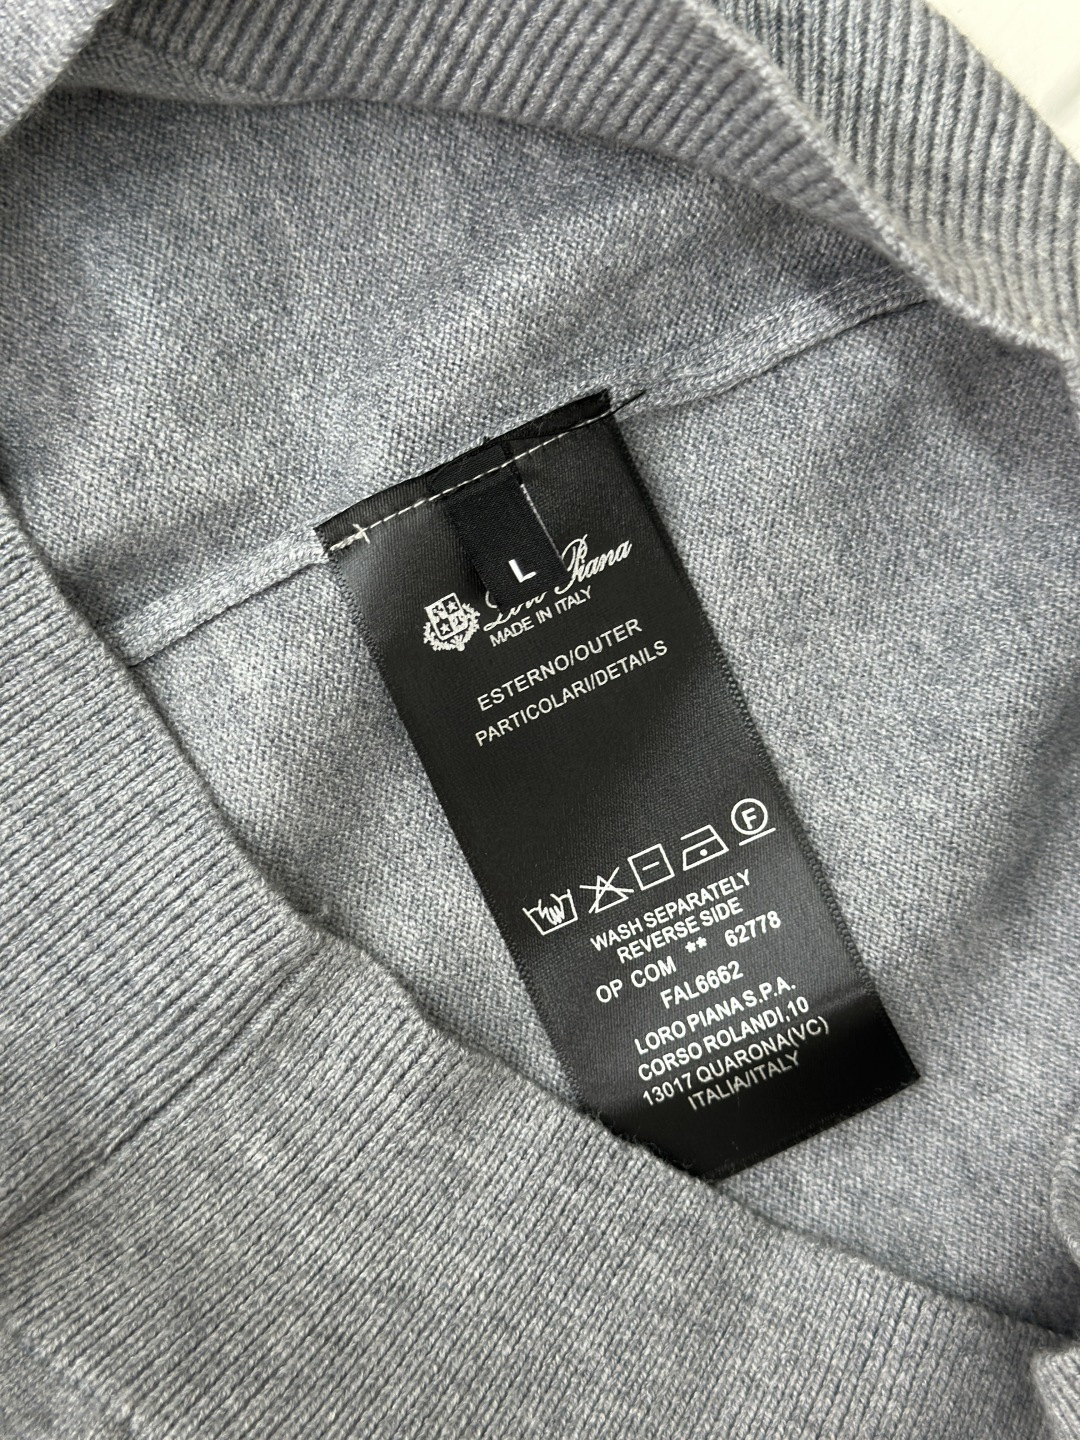 L
Loro Piana
MADE IN ITALY
ESTERNO/OUTER
PARTICOLARI/DETAILS
F
WASH SEPARATELY
REVERSE SIDE
OP COM ** 62778
FAL6662
LORO PIANA S.P.A.
CORSO ROLANDI,10
13017 QUARONA(VC)
ITALIA/ITALY